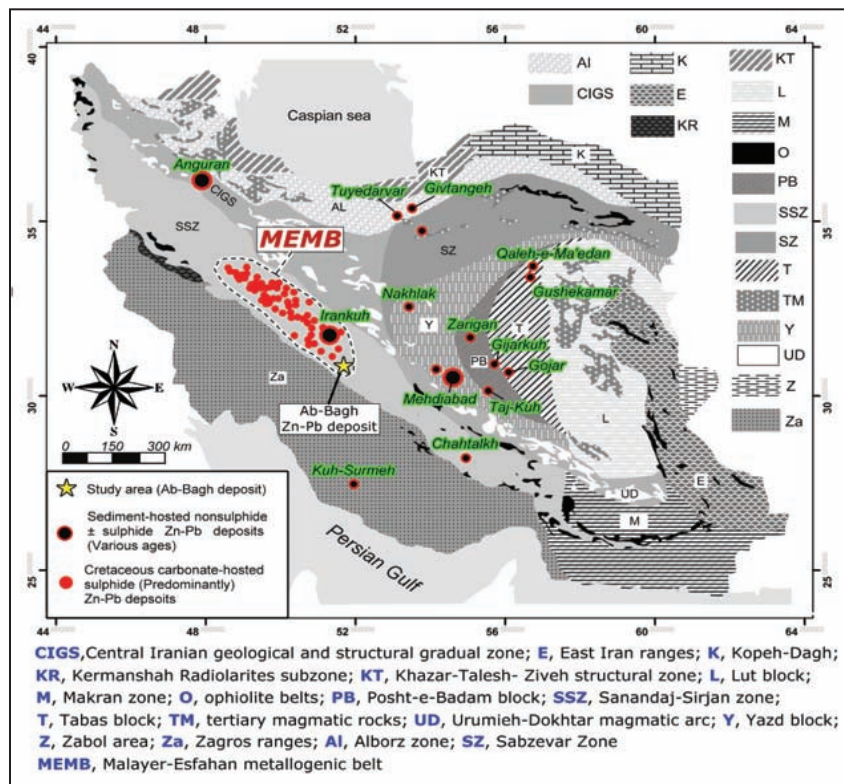 44 48 52 56 60 64
40
35
30
25
40
35
30
25
Al
CIGS
K
E
KR
KT
L
M
O
PB
SSZ
SZ
T
TM
Y
UD
Z
Za
Caspian sea
Anguran
CIGS
SSZ
Tuyedarvar
Givfangeh
KT
K
AL
MEMB
SZ
Qaleh-e-Ma'edan
Gushekamar
Nakhlak
Irankuh
Y
Zarigan
T
Gijarkuh
PB
Gojar
Mehdiabad
Taj-Kuh
Za
Ab-Bagh
Zn-Pb deposit
L
Chahtalkh
Kuh-Surmeh
E
UD
M
Persian Gulf
N
W E
S
0 150 300 km
Study area (Ab-Bagh deposit)
Sediment-hosted nonsulphide
± sulphide Zn-Pb deposits
(Various ages)
Cretaceous carbonate-hosted
sulphide (Predominantly)
Zn-Pb depsoits
44 48 52 56 60 64
CIGS,Central Iranian geological and structural gradual zone; E, East Iran ranges; K, Kopeh-Dagh;
KR, Kermanshah Radiolarites subzone; KT, Khazar-Talesh- Ziveh structural zone; L, Lut block;
M, Makran zone; O, ophiolite belts; PB, Posht-e-Badam block; SSZ, Sanandaj-Sirjan zone;
T, Tabas block; TM, tertiary magmatic rocks; UD, Urumieh-Dokhtar magmatic arc; Y, Yazd block;
Z, Zabol area; Za, Zagros ranges; Al, Alborz zone; SZ, Sabzevar Zone
MEMB, Malayer-Esfahan metallogenic belt